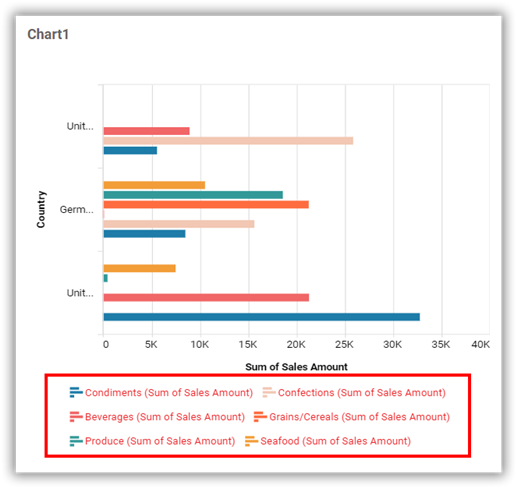 Chart1
Unit...
Germ...
Unit...
Country
0 5K 10K 15K 20K 25K 30K 35K 40K
Sum of Sales Amount
Condiments (Sum of Sales Amount) Confections (Sum of Sales Amount)
Beverages (Sum of Sales Amount) Grains/Cereals (Sum of Sales Amount)
Produce (Sum of Sales Amount) Seafood (Sum of Sales Amount)